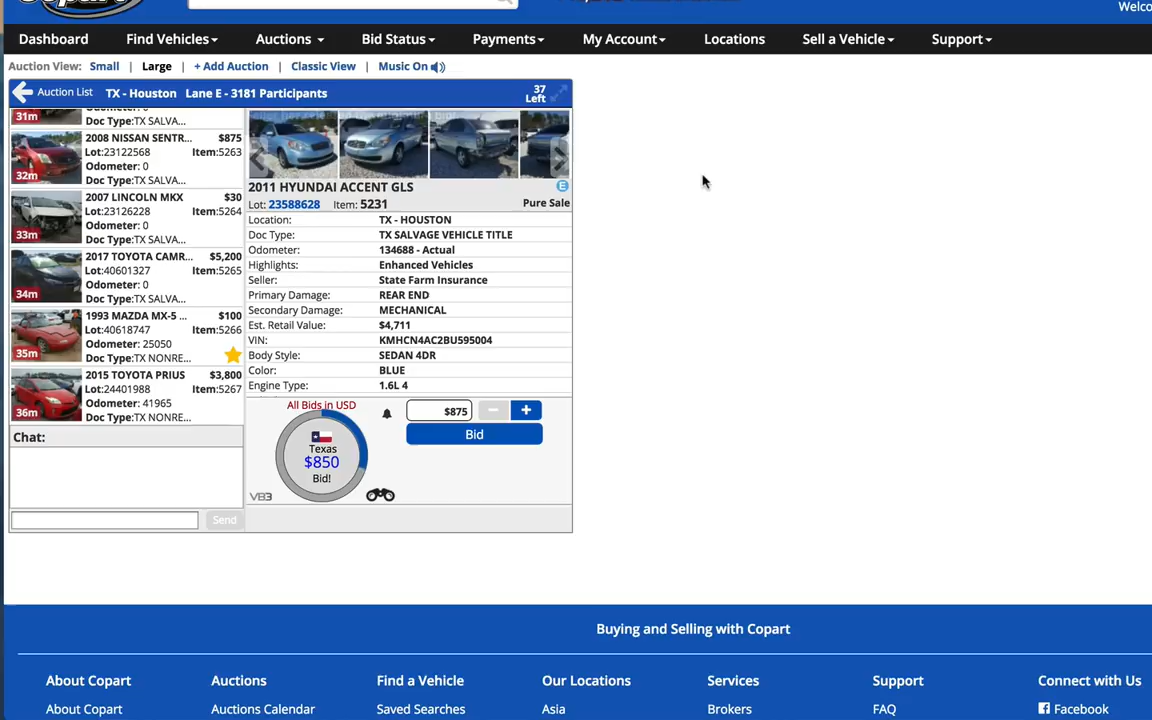 Copart
Welco
Dashboard Find Vehicles Auctions Bid Status Payments My Account Locations Sell a Vehicle Support
Auction View: Small | Large | + Add Auction | Classic View | Music On
Auction List TX - Houston Lane E - 3181 Participants 37 Left
31m
Doc Type:TX SALVA...
2008 NISSAN SENTR... $875
Lot:23122568 Item:5263
Odometer: 0
32m
Doc Type:TX SALVA...
2007 LINCOLN MKX $30
Lot:23126228 Item:5264
Odometer: 0
33m
Doc Type:TX SALVA...
2017 TOYOTA CAMR... $5,200
Lot:40601327 Item:5265
Odometer: 0
34m
Doc Type:TX SALVA...
1993 MAZDA MX-5 ... $100
Lot:40618747 Item:5266
Odometer: 25050
35m
Doc Type:TX NONRE...
2015 TOYOTA PRIUS $3,800
Lot:24401988 Item:5267
Odometer: 41965
36m
Doc Type:TX NONRE...
Chat:
Send
2011 HYUNDAI ACCENT GLS E
Lot: 23588628 Item: 5231 Pure Sale
Location: TX - HOUSTON
Doc Type: TX SALVAGE VEHICLE TITLE
Odometer: 134688 - Actual
Highlights: Enhanced Vehicles
Seller: State Farm Insurance
Primary Damage: REAR END
Secondary Damage: MECHANICAL
Est. Retail Value: $4,711
VIN: KMHCN4AC2BU595004
Body Style: SEDAN 4DR
Color: BLUE
Engine Type: 1.6L 4
All Bids in USD
Texas
$850
Bid!
VB3
$875 − +
Bid
Buying and Selling with Copart
About Copart Auctions Find a Vehicle Our Locations Services Support Connect with Us
About Copart Auctions Calendar Saved Searches Asia Brokers FAQ Facebook